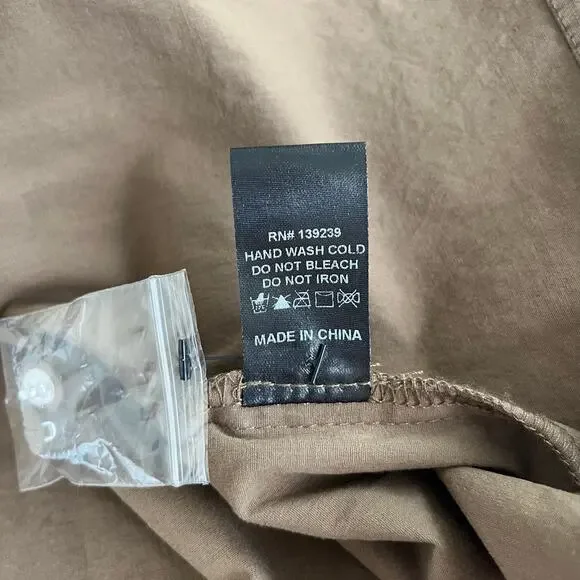 RN# 139239
HAND WASH COLD
DO NOT BLEACH
DO NOT IRON
MADE IN CHINA